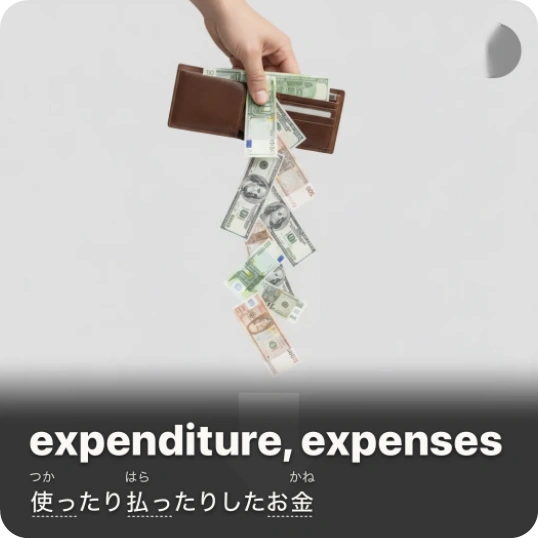 expenditure, expenses
つか はら かね
使ったり払ったりしたお金